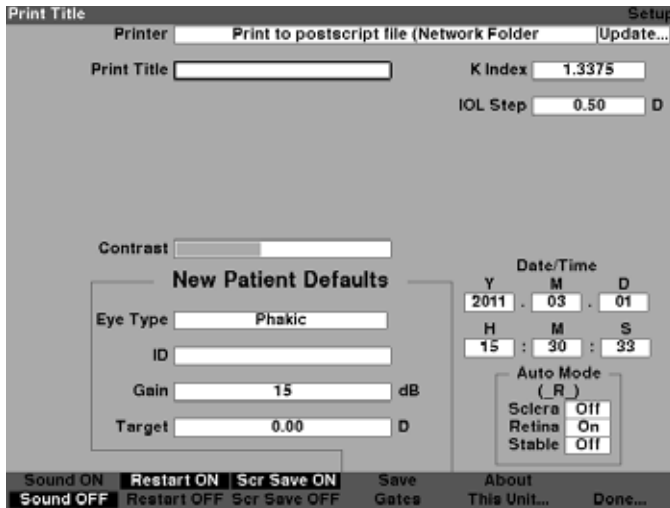 Print Title Setup
Printer Print to postscript file (Network Folder Update...
Print Title K Index 1.3375
IOL Step 0.50 D
Contrast
Date/Time
New Patient Defaults
Y M D
2011 . 03 . 01
Eye Type Phakic
H M S
15 : 30 : 33
ID
Auto Mode
(_R_)
Gain 15 dB
Sclera Off
Retina On
Target 0.00 D
Stable Off
Sound ON Restart ON Scr Save ON Save About
Sound OFF Restart OFF Scr Save OFF Gates This Unit... Done...